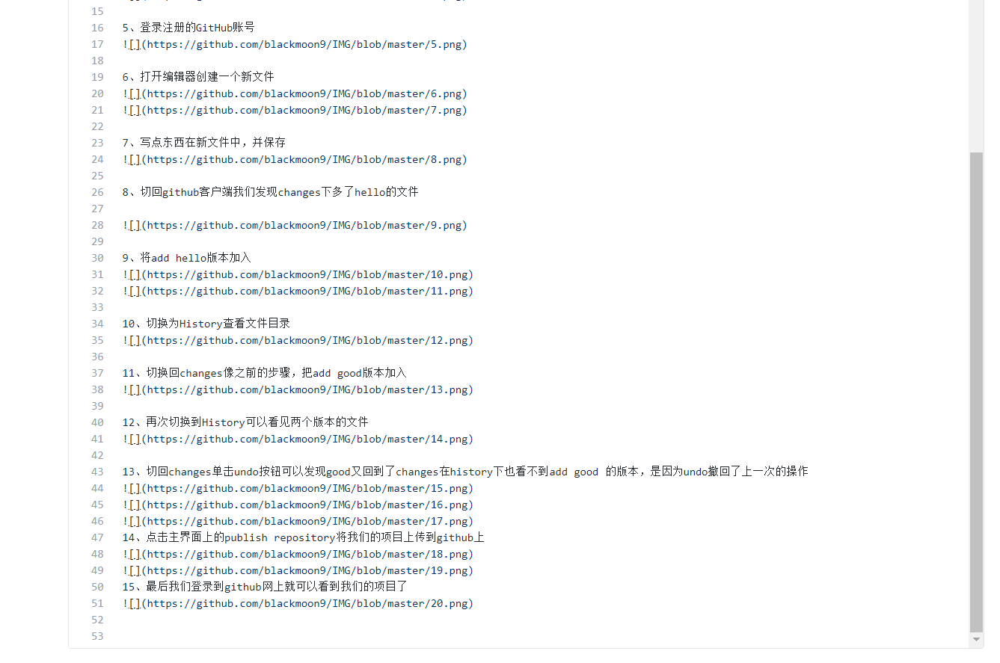 15
16 5、登录注册的GitHub账号
17 ![](https://github.com/blackmoon9/IMG/blob/master/5.png)
18
19 6、打开编辑器创建一个新文件
20 ![](https://github.com/blackmoon9/IMG/blob/master/6.png)
21 ![](https://github.com/blackmoon9/IMG/blob/master/7.png)
22
23 7、写点东西在新文件中，并保存
24 ![](https://github.com/blackmoon9/IMG/blob/master/8.png)
25
26 8、切回github客户端我们发现changes下多了hello的文件
27
28 ![](https://github.com/blackmoon9/IMG/blob/master/9.png)
29
30 9、将add hello版本加入
31 ![](https://github.com/blackmoon9/IMG/blob/master/10.png)
32 ![](https://github.com/blackmoon9/IMG/blob/master/11.png)
33
34 10、切换为History查看文件目录
35 ![](https://github.com/blackmoon9/IMG/blob/master/12.png)
36
37 11、切换回changes像之前的步骤，把add good版本加入
38 ![](https://github.com/blackmoon9/IMG/blob/master/13.png)
39
40 12、再次切换到History可以看见两个版本的文件
41 ![](https://github.com/blackmoon9/IMG/blob/master/14.png)
42
43 13、切回changes单击undo按钮可以发现good又回到了changes在history下也看不到add good 的版本，是因为undo撤回了上一次的操作
44 ![](https://github.com/blackmoon9/IMG/blob/master/15.png)
45 ![](https://github.com/blackmoon9/IMG/blob/master/16.png)
46 ![](https://github.com/blackmoon9/IMG/blob/master/17.png)
47 14、点击主界面上的publish repository将我们的项目上传到github上
48 ![](https://github.com/blackmoon9/IMG/blob/master/18.png)
49 ![](https://github.com/blackmoon9/IMG/blob/master/19.png)
50 15、最后我们登录到github网上就可以看到我们的项目了
51 ![](https://github.com/blackmoon9/IMG/blob/master/20.png)
52
53